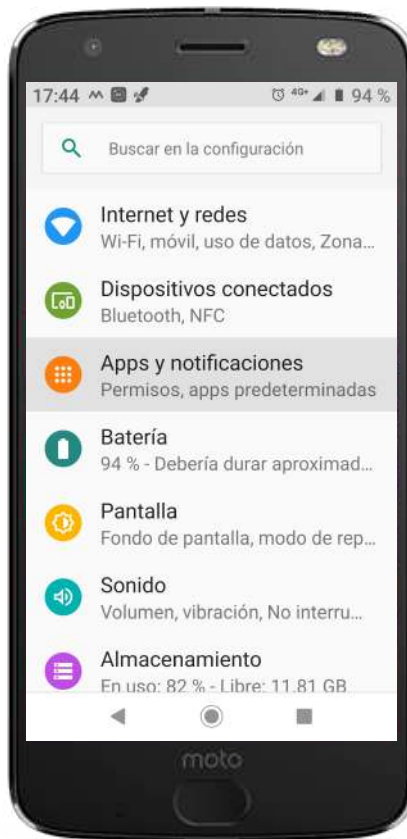 17:44 4G+ 94 %
Buscar en la configuración
Internet y redes
Wi-Fi, móvil, uso de datos, Zona...
Dispositivos conectados
Bluetooth, NFC
Apps y notificaciones
Permisos, apps predeterminadas
Batería
94 % - Debería durar aproximad...
Pantalla
Fondo de pantalla, modo de rep...
Sonido
Volumen, vibración, No interru...
Almacenamiento
En uso: 82 % - Libre: 11.81 GB
moto